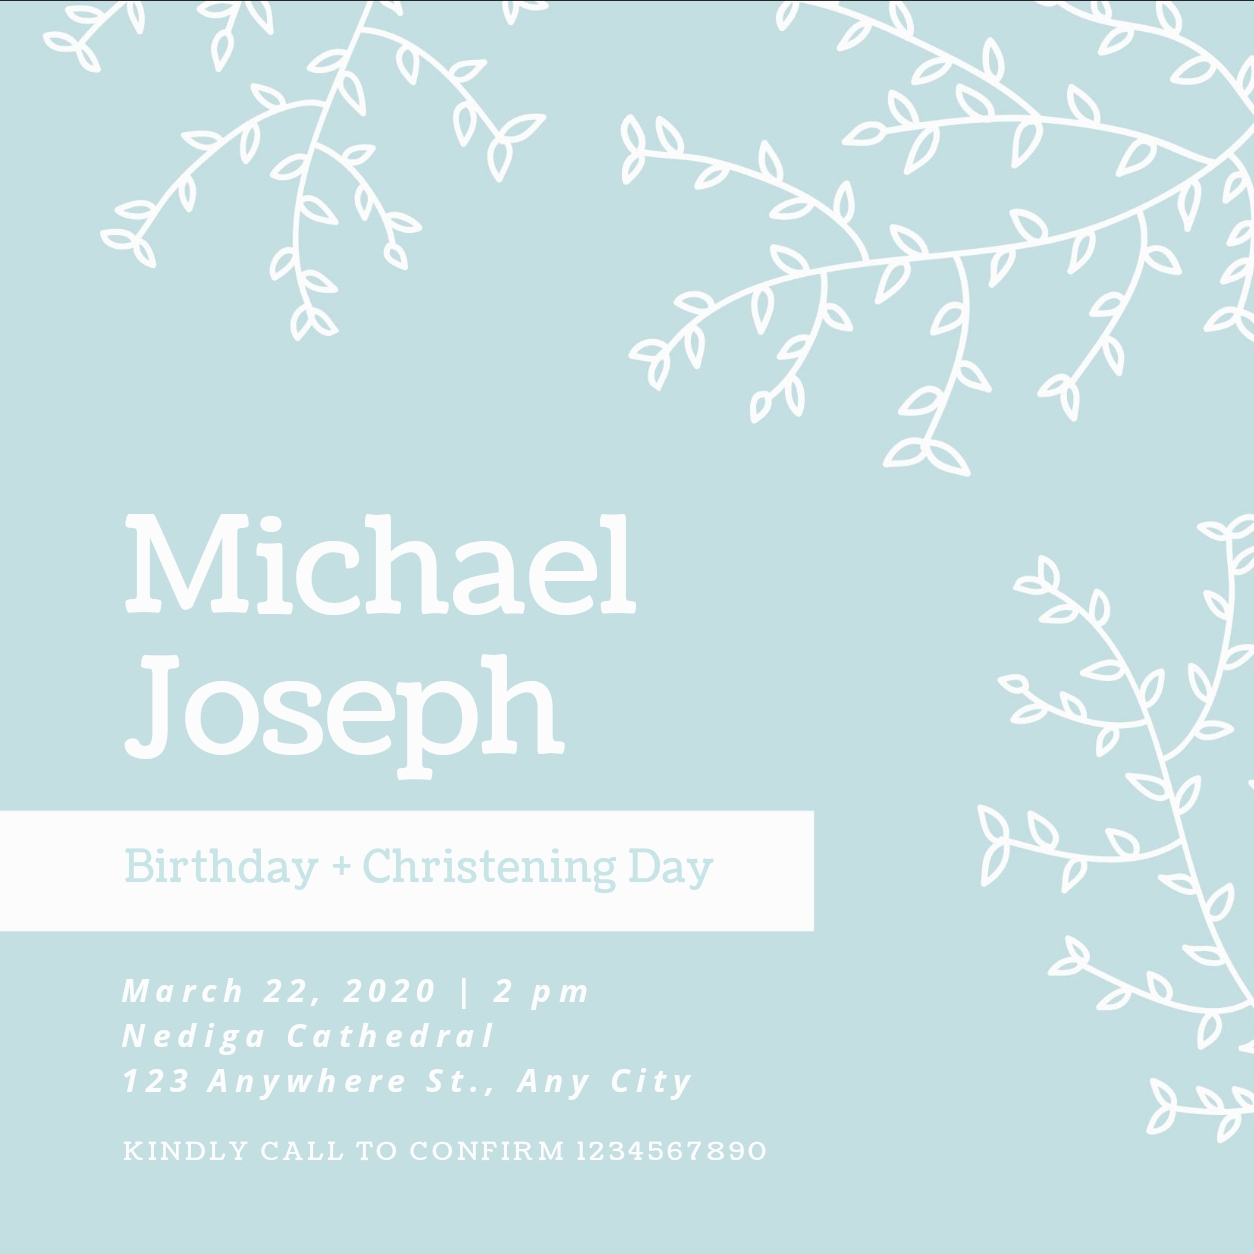 Michael
Joseph
Birthday + Christening Day
March 22, 2020 | 2 pm
Nediga Cathedral
123 Anywhere St., Any City
KINDLY CALL TO CONFIRM 1234567890